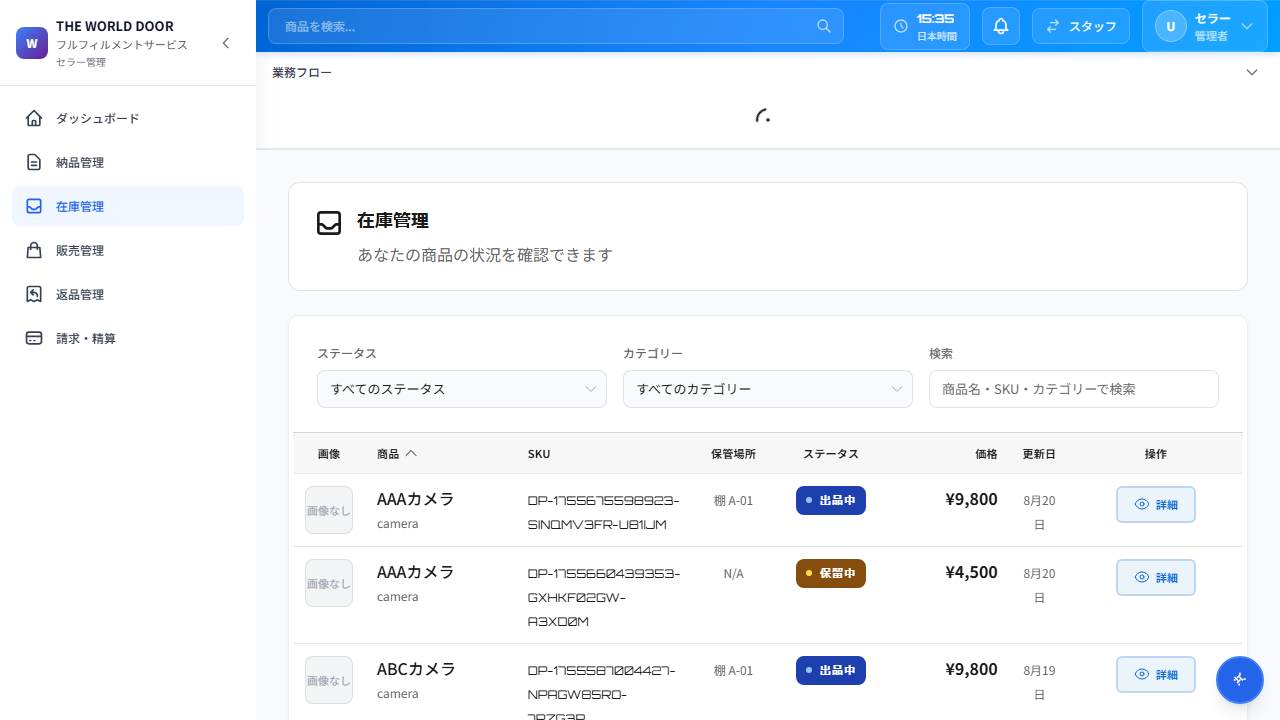 W
THE WORLD DOOR
フルフィルメントサービス
セラー管理
商品を検索...
15:35
日本時間
スタッフ
U
セラー
管理者
業務フロー
ダッシュボード
納品管理
在庫管理
販売管理
返品管理
請求・精算
在庫管理
あなたの商品の状況を確認できます
ステータス
カテゴリー
検索
すべてのステータス
すべてのカテゴリー
商品名・SKU・カテゴリーで検索
画像 商品 SKU 保管場所 ステータス 価格 更新日 操作
画像なし
AAAカメラ
camera
DP-1755675598923-
SINQMV3FR-U81IJM
棚 A-01
出品中
¥9,800
8月20
日
詳細
画像なし
AAAカメラ
camera
DP-1755660439353-
GXHKF02GW-
A3XD0M
N/A
保留中
¥4,500
8月20
日
詳細
画像なし
ABCカメラ
camera
DP-1755587004427-
NPAGW85RO-
棚 A-01
出品中
¥9,800
8月19
日
詳細